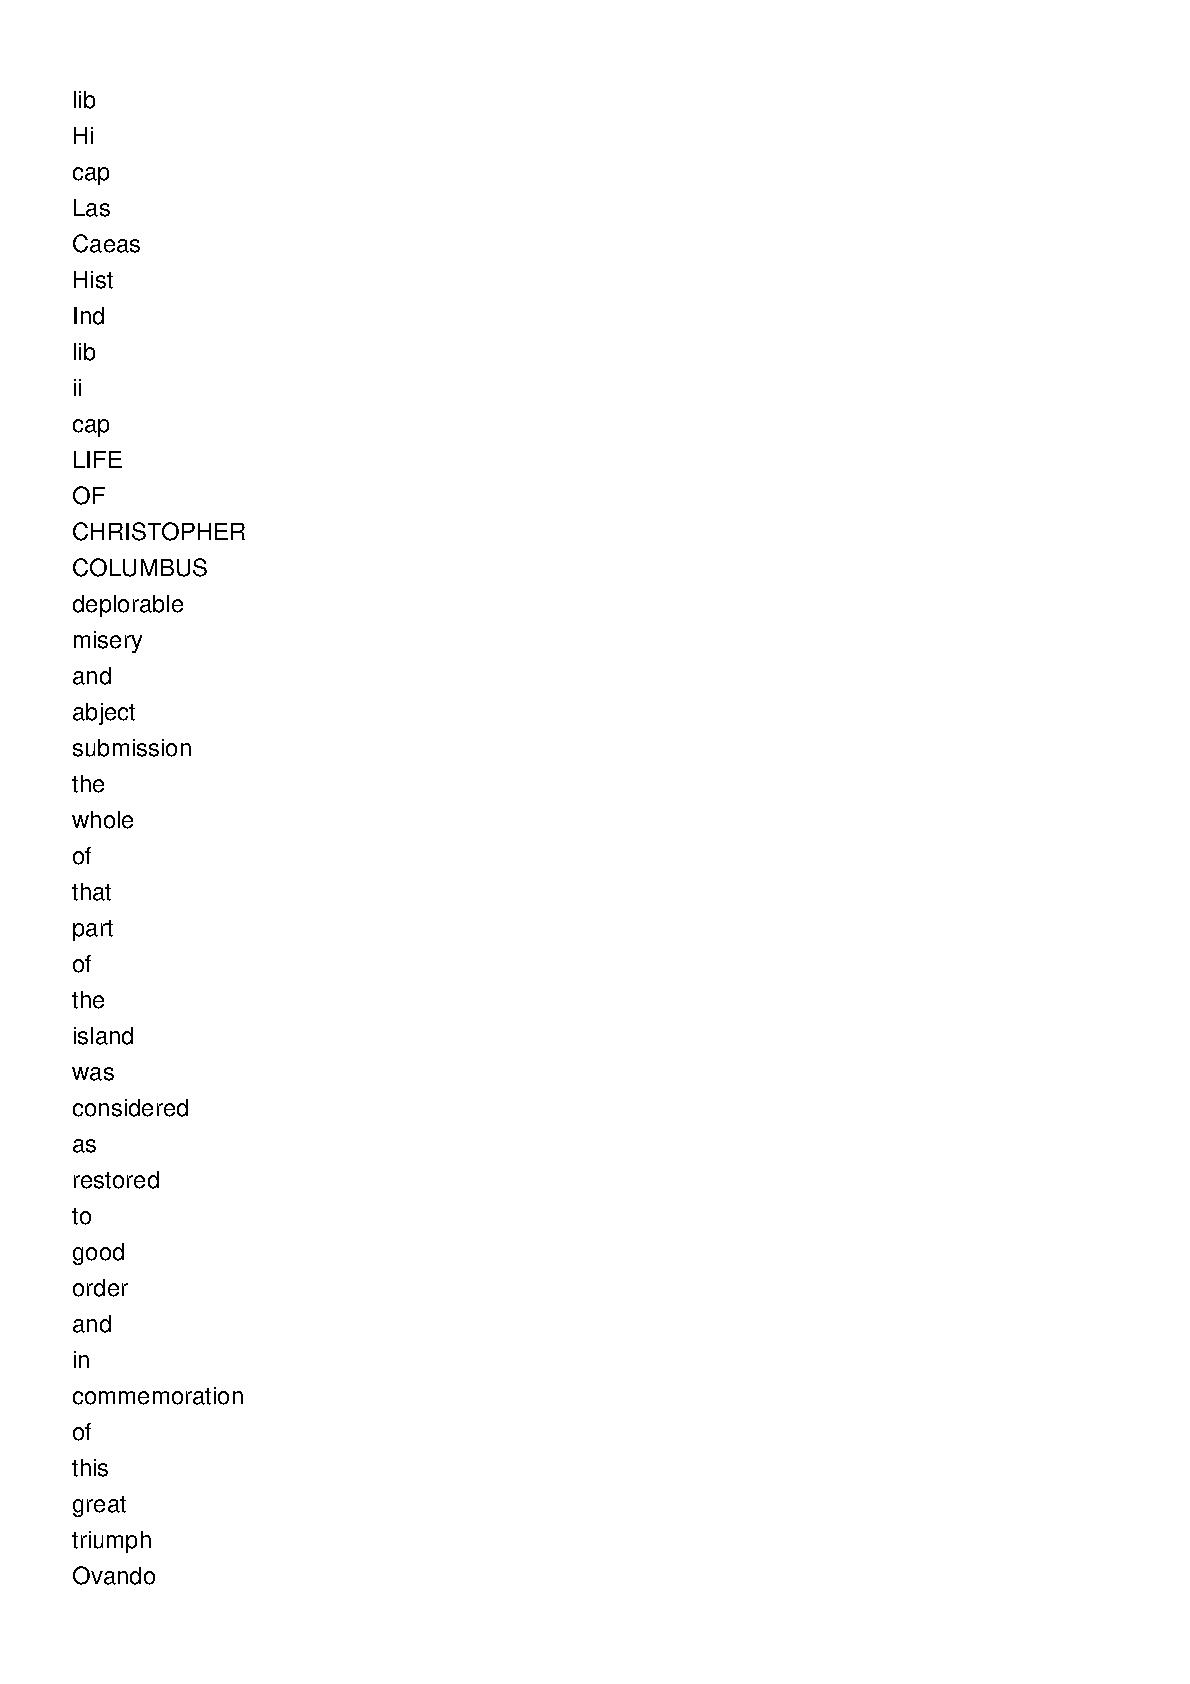 lib
Hi
cap
Las
Caeas
Hist
Ind
lib
ii
cap
LIFE
OF
CHRISTOPHER
COLUMBUS
deplorable
misery
and
abject
submission
the
whole
of
that
part
of
the
island
was
considered
as
restored
to
good
order
and
in
commemoration
of
this
great
triumph
Ovando